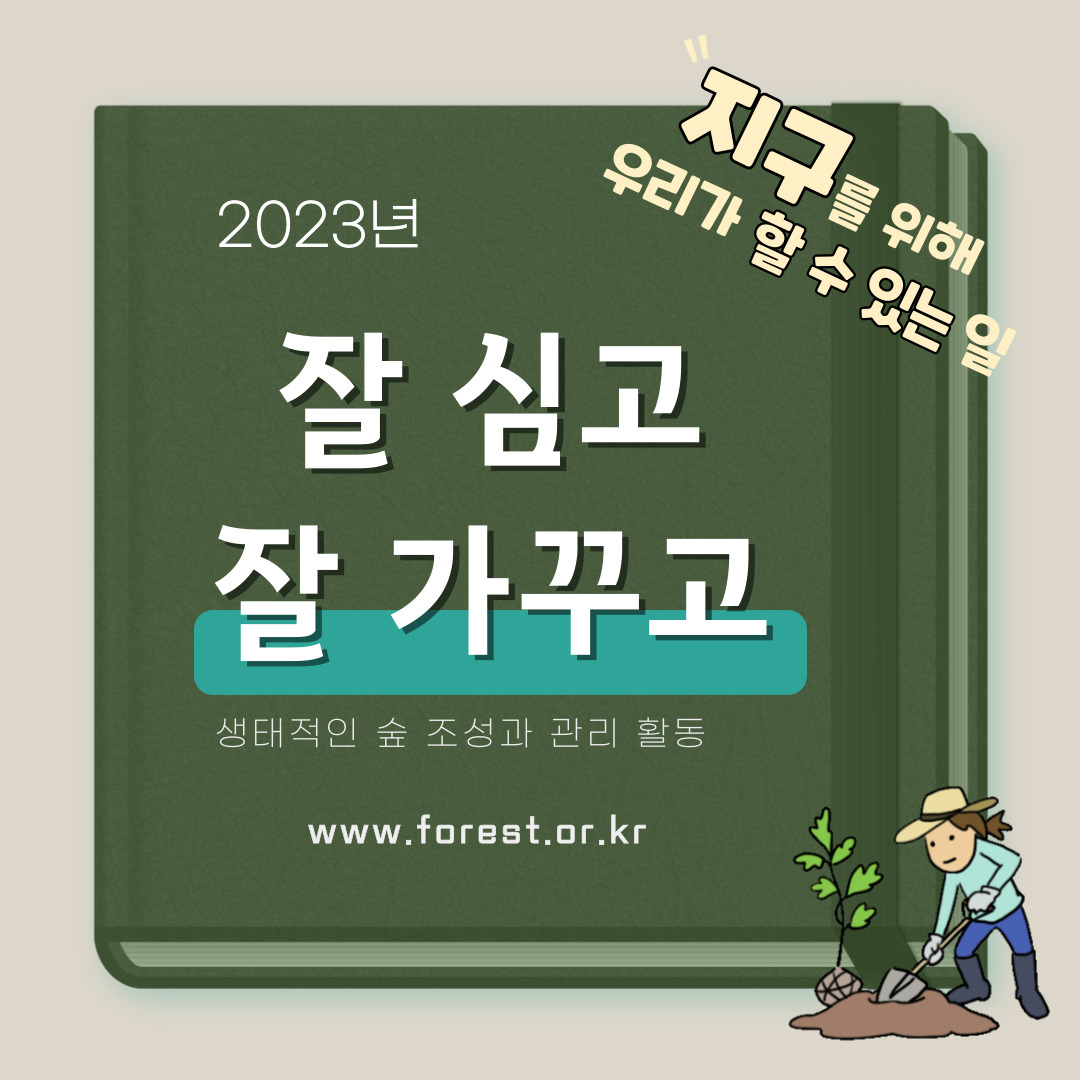 지구를 위해
우리가 할 수 있는 일
2023년
잘 심고
잘 가꾸고
생태적인 숲 조성과 관리 활동
www.forest.or.kr